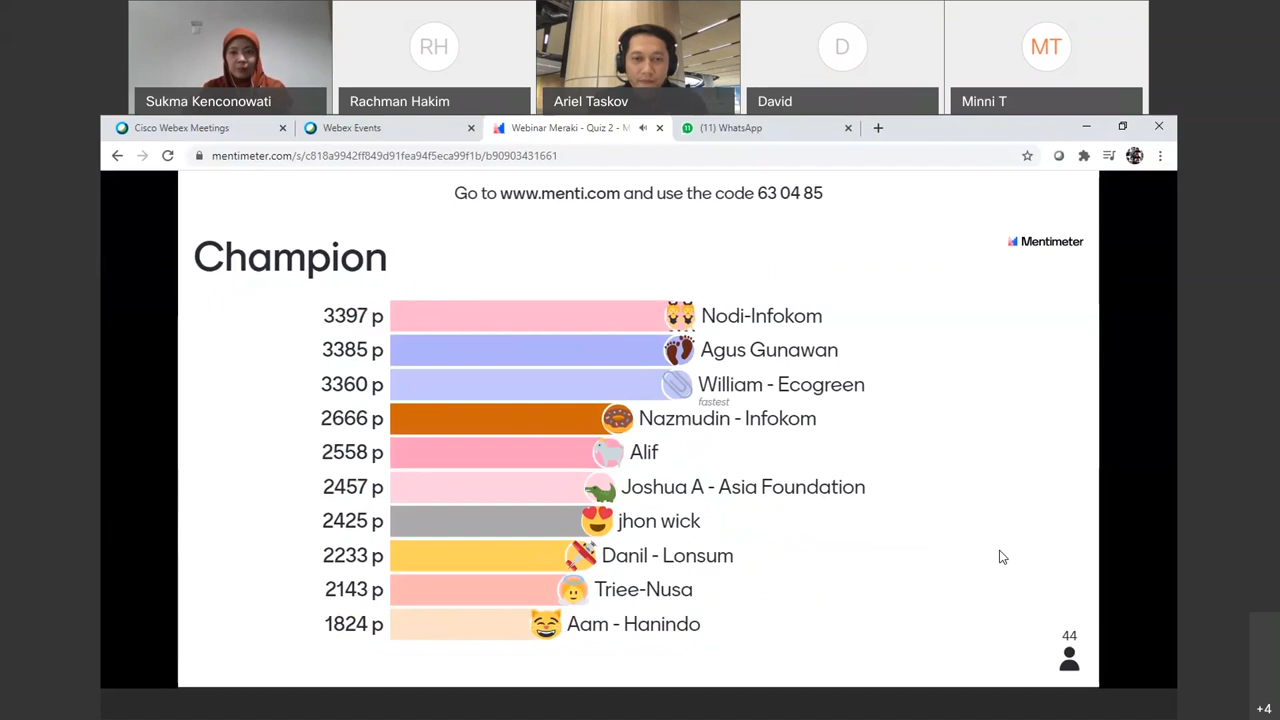 RH
D
MT
Sukma Kenconowati
Rachman Hakim
Ariel Taskov
David
Minni T
Cisco Webex Meetings
Webex Events
Webinar Meraki - Quiz 2 - M
(11) WhatsApp
mentimeter.com/s/c818a9942ff849d91fea94f5eca99f1b/b90903431661
Go to www.menti.com and use the code 63 04 85
Mentimeter
Champion
3397 p Nodi-Infokom
3385 p Agus Gunawan
3360 p William - Ecogreen
fastest
2666 p Nazmudin - Infokom
2558 p Alif
2457 p Joshua A - Asia Foundation
2425 p jhon wick
2233 p Danil - Lonsum
2143 p Triee-Nusa
1824 p Aam - Hanindo
44
+4